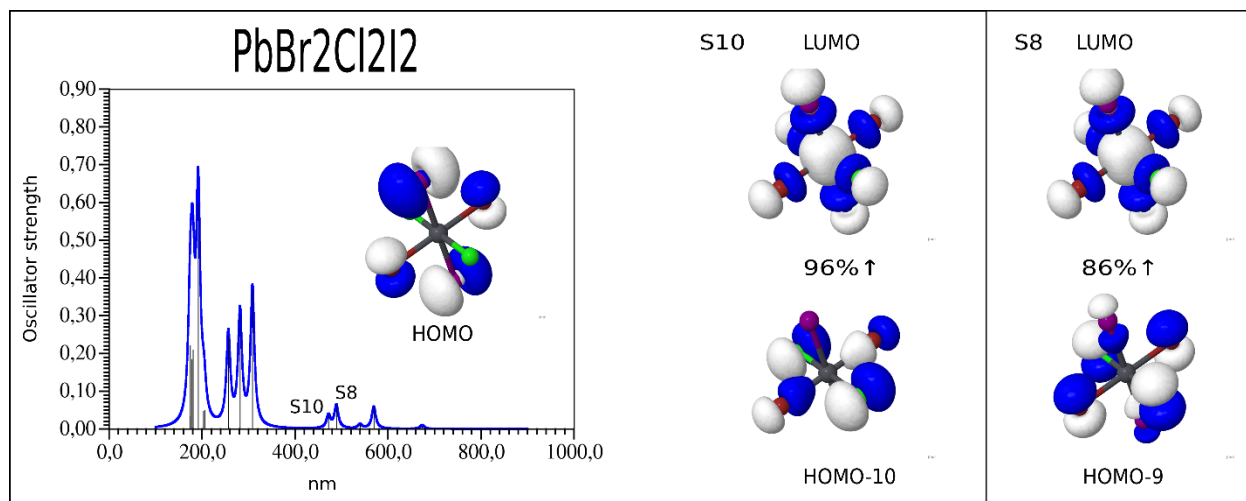 PbBr2Cl2I2
0,90
0,80
0,70
0,60
0,50
0,40
0,30
0,20
0,10
0,00
Oscillator strength
HOMO
S10
S8
0,0
200,0
400,0
600,0
800,0
1000,0
nm
S10 LUMO
96%↑
HOMO-10
S8 LUMO
86%↑
HOMO-9